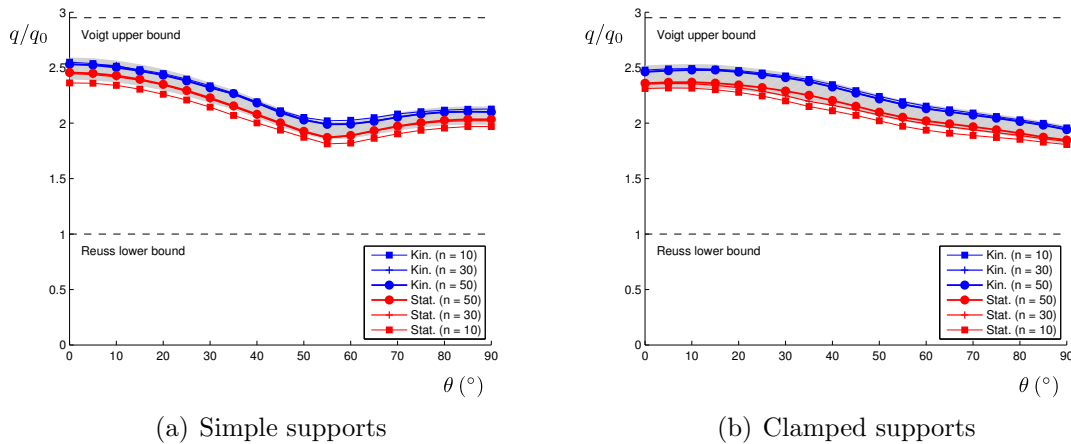 q/q0
3
2.5
2
1.5
1
0.5
0
Voigt upper bound
Reuss lower bound
Kin. (n = 10)
Kin. (n = 30)
Kin. (n = 50)
Stat. (n = 50)
Stat. (n = 30)
Stat. (n = 10)
0 10 20 30 40 50 60 70 80 90
θ (°)
(a) Simple supports
q/q0
3
2.5
2
1.5
1
0.5
0
Voigt upper bound
Reuss lower bound
Kin. (n = 10)
Kin. (n = 30)
Kin. (n = 50)
Stat. (n = 50)
Stat. (n = 30)
Stat. (n = 10)
0 10 20 30 40 50 60 70 80 90
θ (°)
(b) Clamped supports